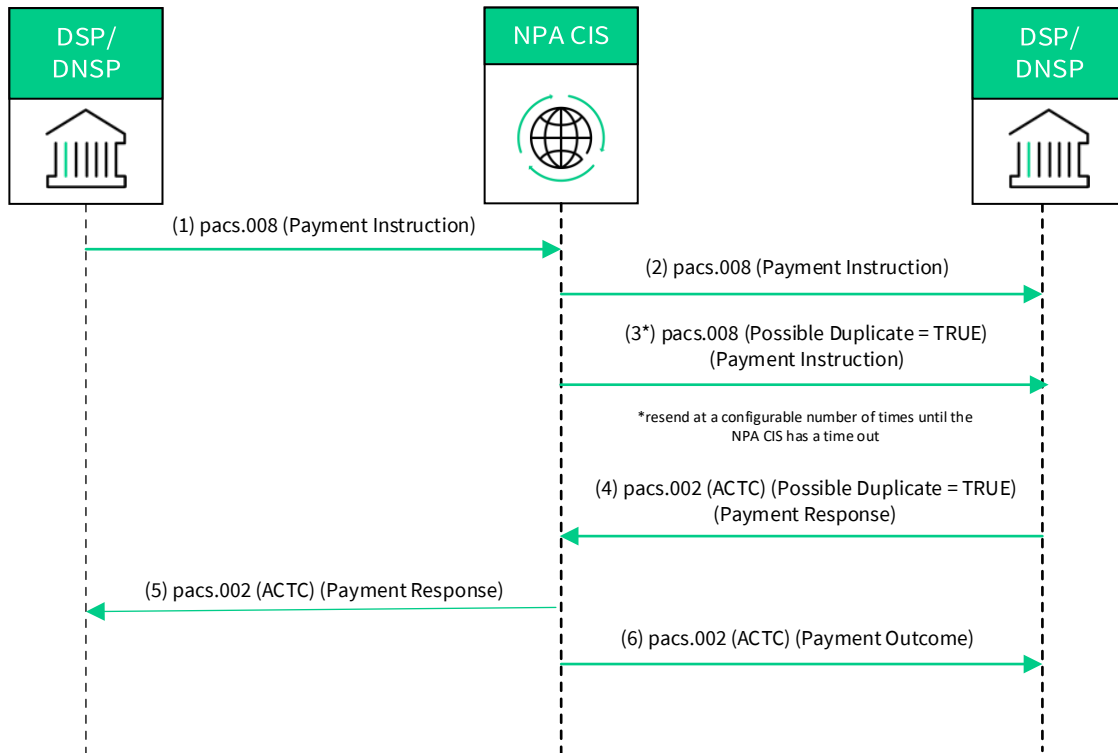 DSP/
DNSP
NPA CIS
DSP/
DNSP
(1) pacs.008 (Payment Instruction)
(2) pacs.008 (Payment Instruction)
(3*) pacs.008 (Possible Duplicate = TRUE)
(Payment Instruction)
*resend at a configurable number of times until the
NPA CIS has a time out
(4) pacs.002 (ACTC) (Possible Duplicate = TRUE)
(Payment Response)
(5) pacs.002 (ACTC) (Payment Response)
(6) pacs.002 (ACTC) (Payment Outcome)